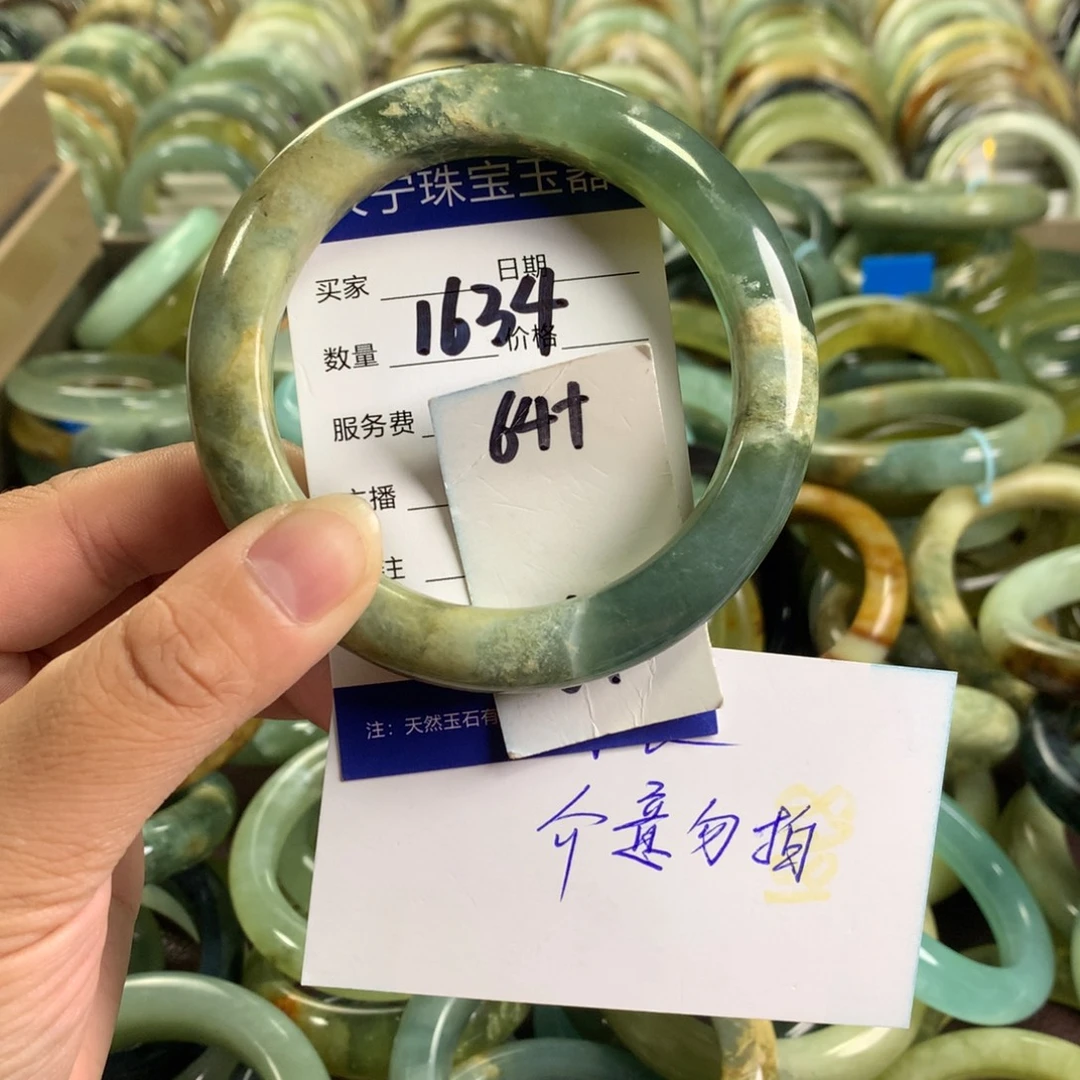 宁珠宝玉器
买家 日期
1634
数量 价格
64+
服务费
播
注
注：天然玉石有
介意勿拍